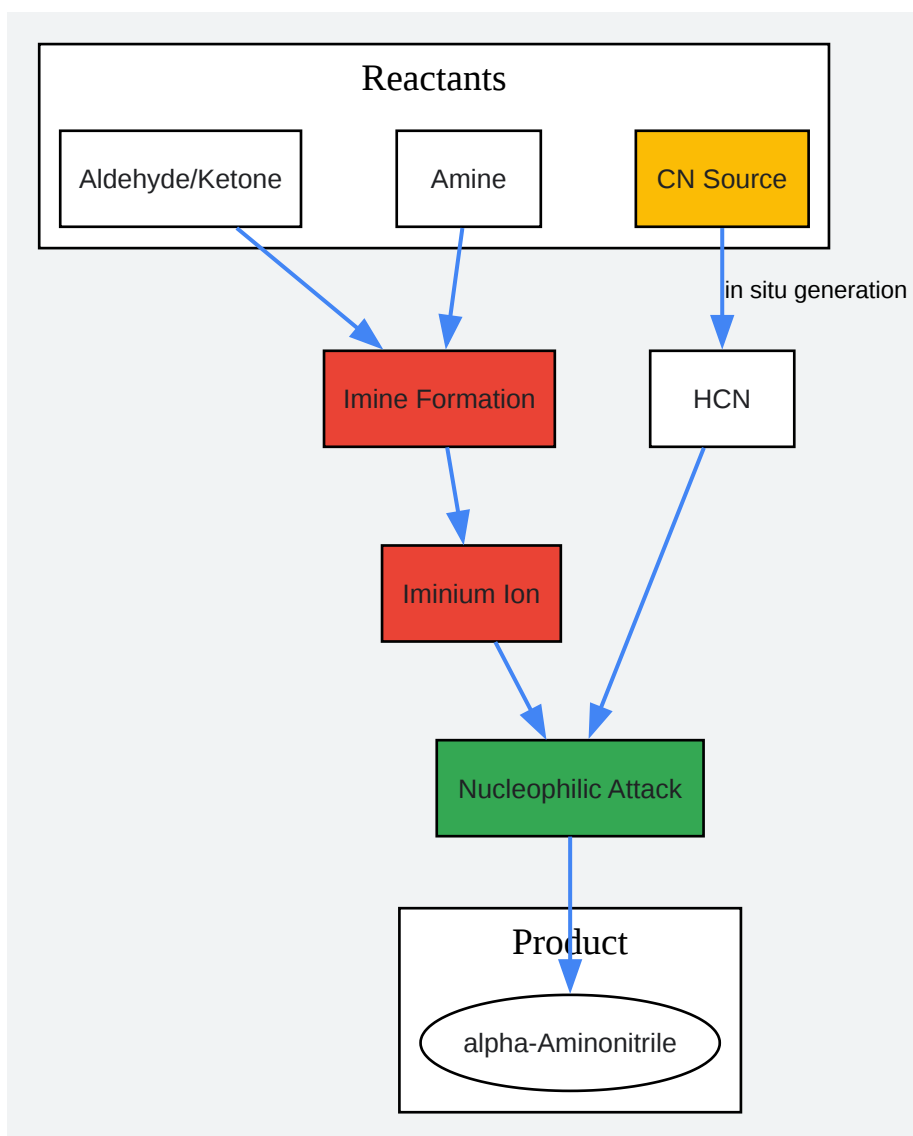 Reactants
Aldehyde/Ketone
Amine
CN Source
in situ generation
Imine Formation
HCN
Iminium Ion
Nucleophilic Attack
Product
alpha-Aminonitrile